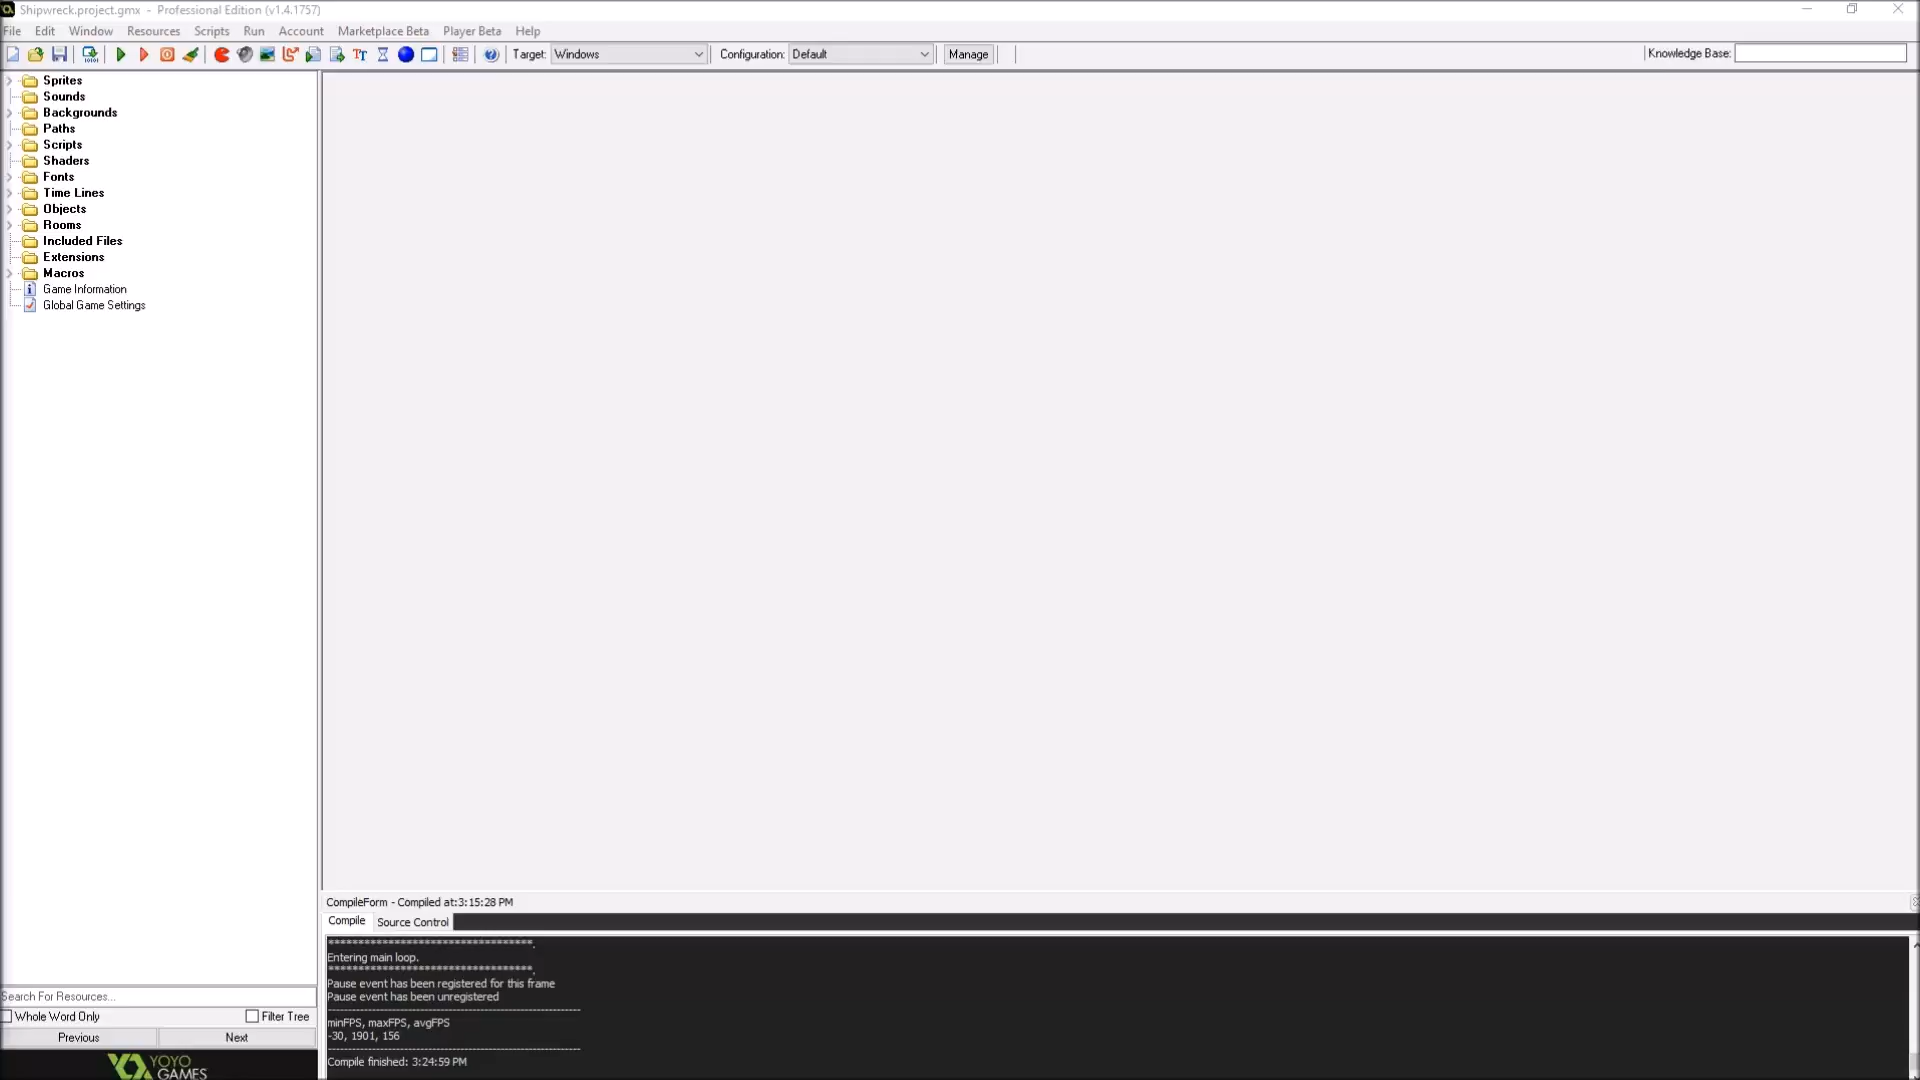 Shipwreck.project.gmx - Professional Edition (v1.4.1757)
File Edit Window Resources Scripts Run Account Marketplace Beta Player Beta Help
Target: Windows Configuration: Default Manage Knowledge Base:
Sprites
Sounds
Backgrounds
Paths
Scripts
Shaders
Fonts
Time Lines
Objects
Rooms
Included Files
Extensions
Macros
Game Information
Global Game Settings
Search For Resources...
Whole Word Only Filter Tree
Previous Next
YOYO
GAMES
CompileForm - Compiled at:3:15:28 PM
Compile Source Control
***********************************.
Entering main loop.
***********************************.
Pause event has been registered for this frame
Pause event has been unregistered
minFPS, maxFPS, avgFPS
-30, 1901, 156
Compile finished: 3:24:59 PM